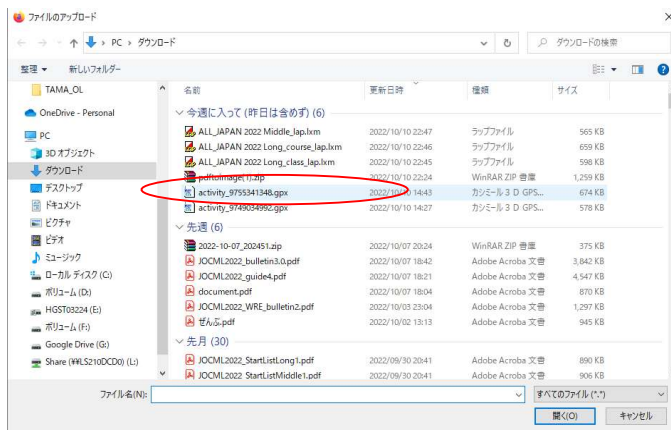 ファイルのアップロード
PC › ダウンロード
ダウンロードの検索
整理 新しいフォルダー
名前 更新日時 種類 サイズ
TAMA_OL
OneDrive - Personal
PC
3D オブジェクト
ダウンロード
デスクトップ
ドキュメント
ピクチャ
ビデオ
ミュージック
ローカル ディスク (C:)
ボリューム (D:)
HGST03224 (E:)
ボリューム (F:)
Google Drive (G:)
Share (¥¥LS210DCD0) (L:)
今週に入って (昨日は含めず) (6)
ALL_JAPAN 2022 Middle_lap.lxm 2022/10/10 22:47 ラップファイル 565 KB
ALL_JAPAN 2022 Long_course_lap.lxm 2022/10/10 22:46 ラップファイル 659 KB
ALL_JAPAN 2022 Long_class_lap.lxm 2022/10/10 22:45 ラップファイル 598 KB
pdftoimage(1).zip 2022/10/10 22:24 WinRAR ZIP 書庫 1,259 KB
activity_9755341348.gpx 2022/10/10 14:43 カシミール３Ｄ GPS... 674 KB
activity_9749034992.gpx 2022/10/10 14:27 カシミール３Ｄ GPS... 578 KB
先週 (6)
2022-10-07_202451.zip 2022/10/07 20:24 WinRAR ZIP 書庫 375 KB
JOCML2022_bulletin3.0.pdf 2022/10/07 18:42 Adobe Acroba 文書 3,842 KB
JOCML2022_guide4.pdf 2022/10/07 18:21 Adobe Acroba 文書 4,547 KB
document.pdf 2022/10/07 18:04 Adobe Acroba 文書 870 KB
JOCML2022_WRE_bulletin2.pdf 2022/10/03 23:04 Adobe Acroba 文書 1,297 KB
ぜんぶ.pdf 2022/10/02 13:13 Adobe Acroba 文書 945 KB
先月 (30)
JOCML2022_StartListLong1.pdf 2022/09/30 20:41 Adobe Acroba 文書 890 KB
JOCML2022_StartListMiddle1.pdf 2022/09/30 20:41 Adobe Acroba 文書 906 KB
ファイル名(N): すべてのファイル (*.*)
開く(O) キャンセル